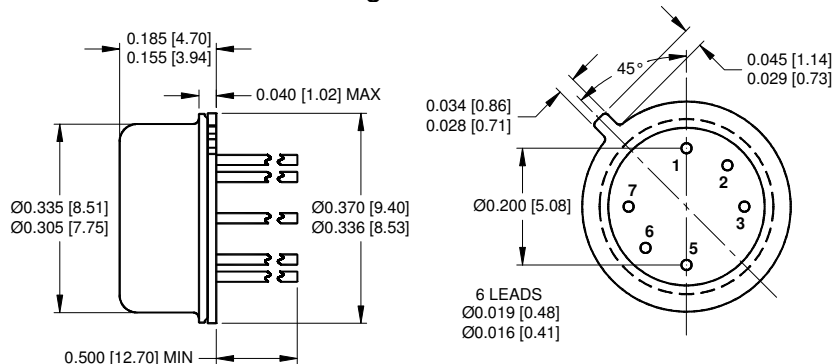 0.185 [4.70]
0.155 [3.94]
0.040 [1.02] MAX
Ø0.335 [8.51]
Ø0.305 [7.75]
Ø0.370 [9.40]
Ø0.336 [8.53]
0.500 [12.70] MIN
45°
0.045 [1.14]
0.029 [0.73]
0.034 [0.86]
0.028 [0.71]
Ø0.200 [5.08]
1
2
3
5
6
7
6 LEADS
Ø0.019 [0.48]
Ø0.016 [0.41]